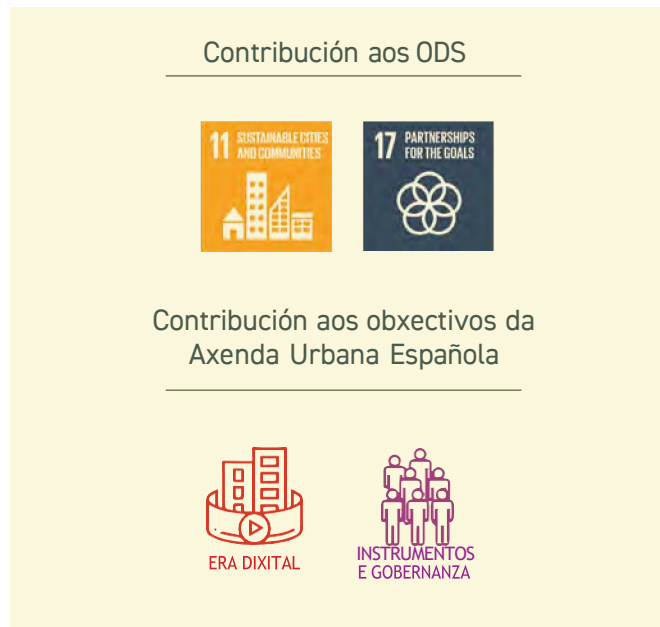 Contribución aos ODS
11 SUSTAINABLE CITIES
AND COMMUNITIES
17 PARTNERSHIPS
FOR THE GOALS
Contribución aos obxectivos da
Axenda Urbana Española
ERA DIXITAL
INSTRUMENTOS
E GOBERNANZA